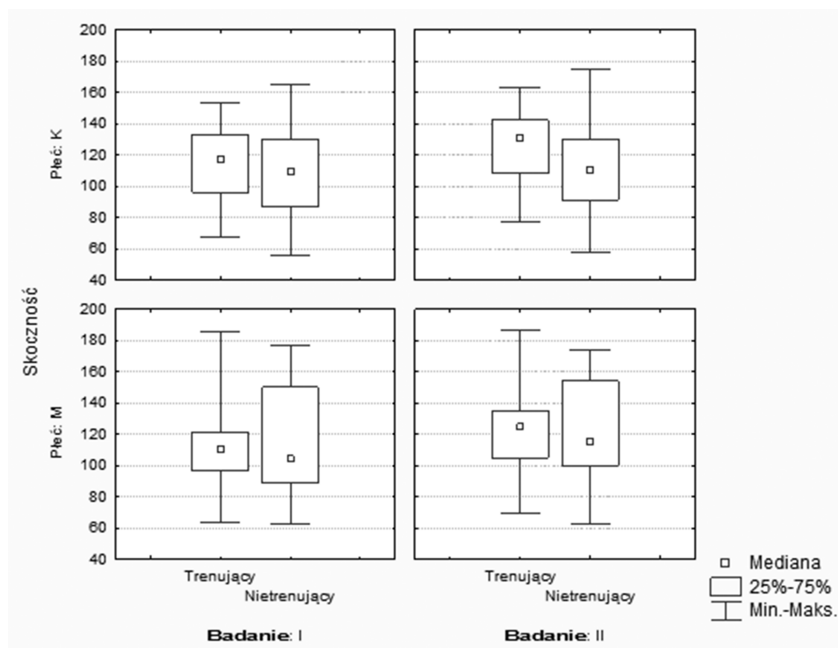 Skoczność
Płeć: K
200
180
160
140
120
100
80
60
40
Płeć: M
200
180
160
140
120
100
80
60
40
Trenujący
Nietrenujący
Badanie: I
Trenujący
Nietrenujący
Badanie: II
Mediana
25%-75%
Min.-Maks.